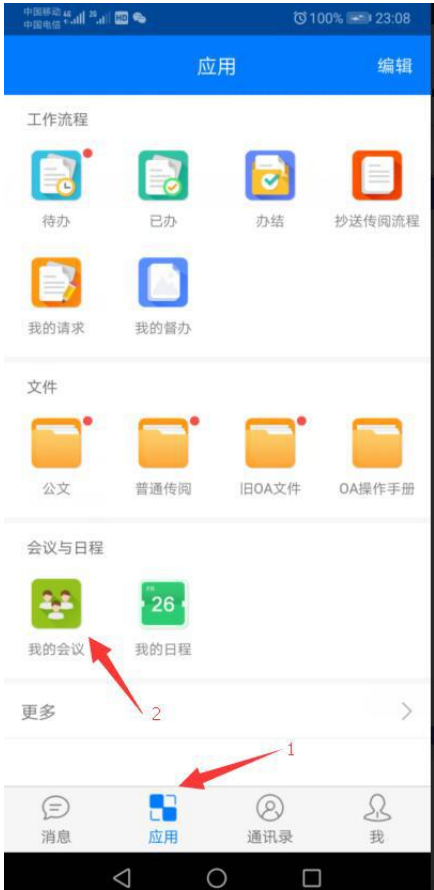 中国移动 46 2G HD 100% 23:08
中国电信
应用 编辑
工作流程
待办 已办 办结 抄送传阅流程
我的请求 我的督办
文件
公文 普通传阅 旧OA文件 OA操作手册
会议与日程
26
我的会议 我的日程
更多 2
1
消息 应用 通讯录 我